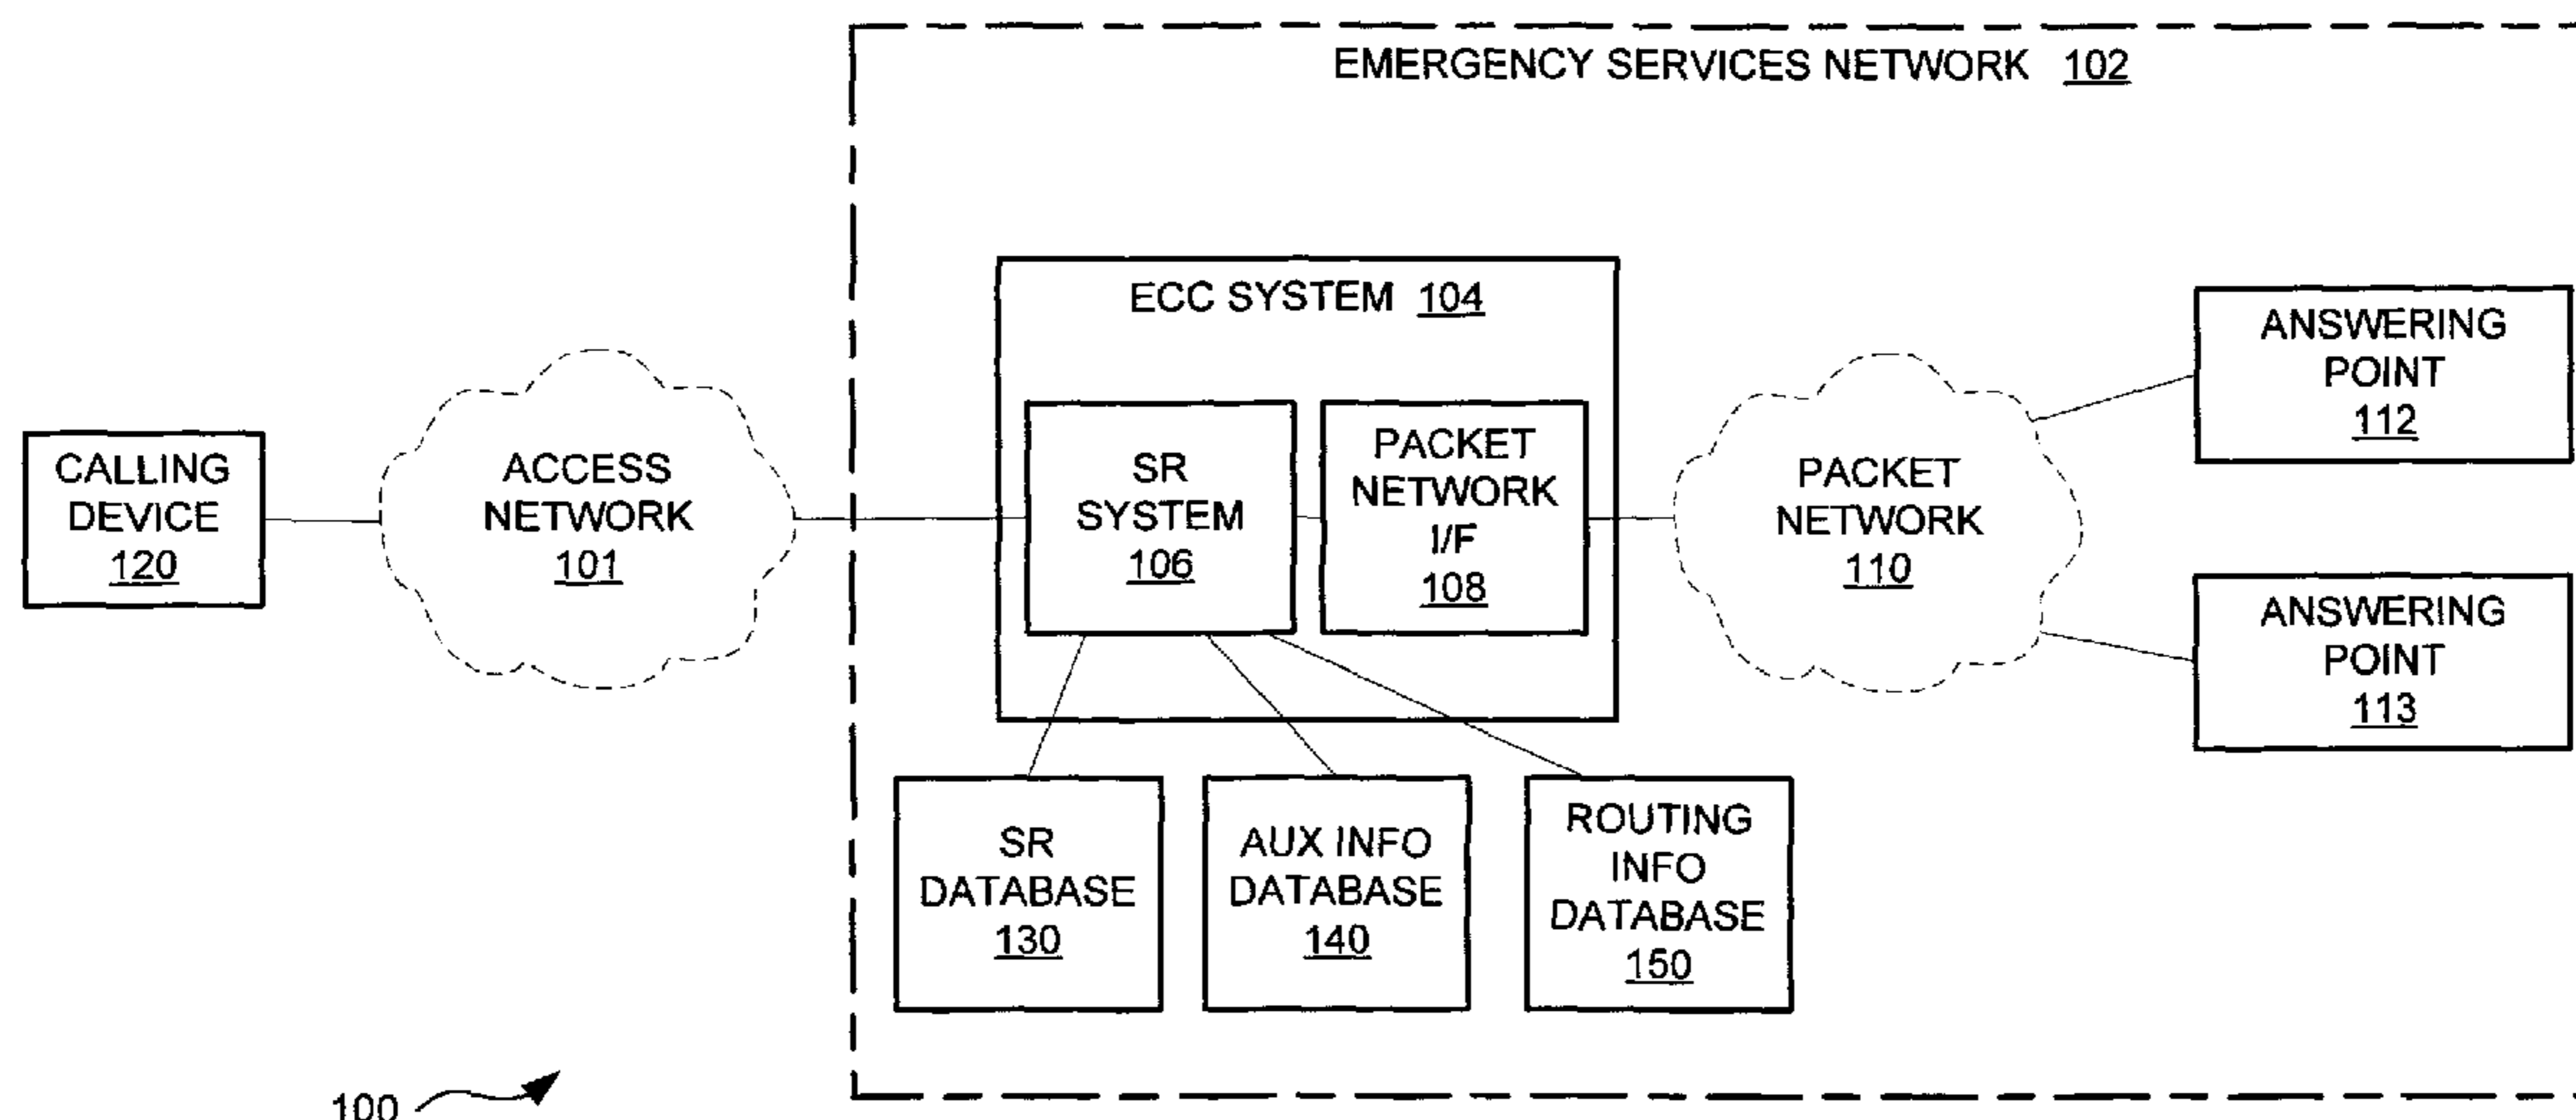 EMERGENCY SERVICES NETWORK 102
ECC SYSTEM 104
CALLING
DEVICE
120
ACCESS
NETWORK
101
SR
SYSTEM
106
PACKET
NETWORK
I/F
108
PACKET
NETWORK
110
ANSWERING
POINT
112
ANSWERING
POINT
113
SR
DATABASE
130
AUX INFO
DATABASE
140
ROUTING
INFO
DATABASE
150
100